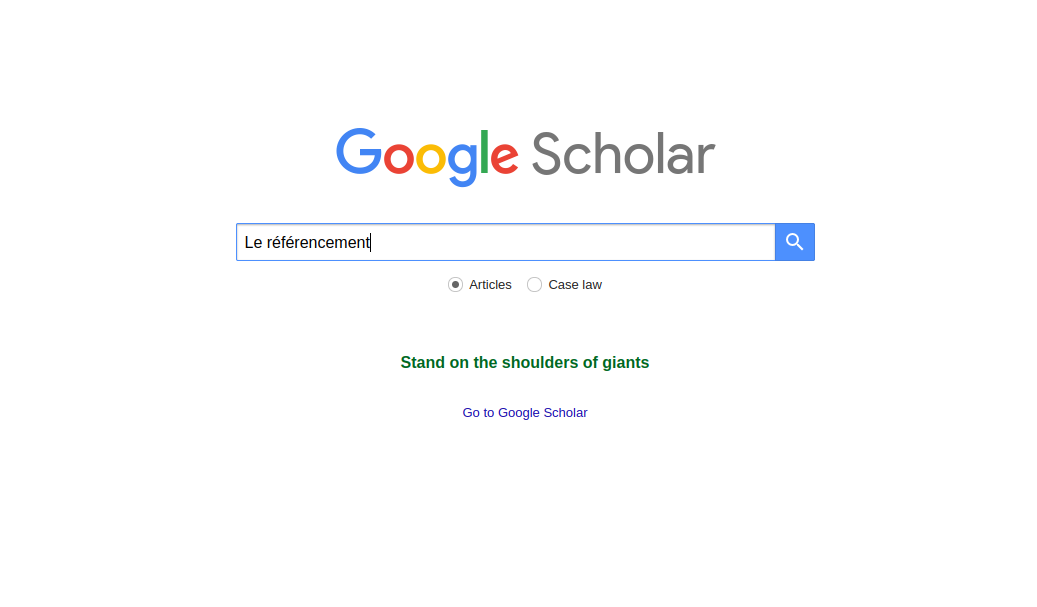 Google Scholar
Le référencement
Articles Case law
Stand on the shoulders of giants
Go to Google Scholar